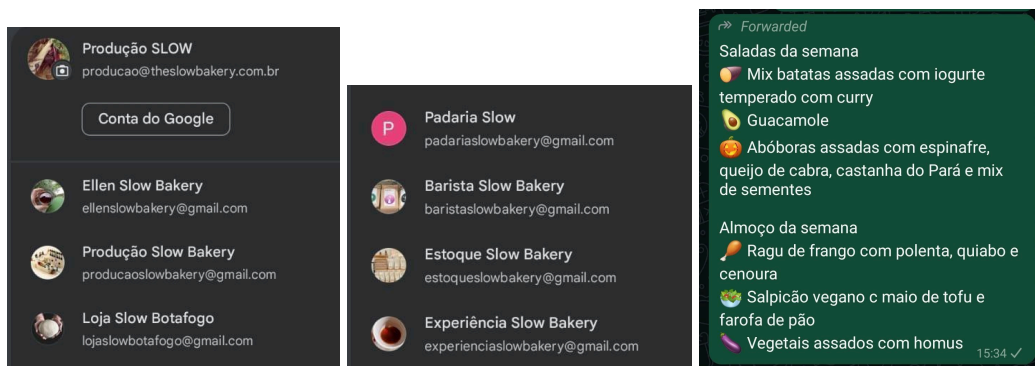 Produção SLOW
producao@theslowbakery.com.br
Conta do Google
Ellen Slow Bakery
ellenslowbakery@gmail.com
Produção Slow Bakery
producaoslowbakery@gmail.com
Loja Slow Botafogo
lojaslowbotafogo@gmail.com
P
Padaria Slow
padariaslowbakery@gmail.com
Barista Slow Bakery
baristaslowbakery@gmail.com
Estoque Slow Bakery
estoqueslowbakery@gmail.com
Experiência Slow Bakery
experienciaslowbakery@gmail.com
Forwarded
Saladas da semana
🍠 Mix batatas assadas com iogurte
temperado com curry
🥑 Guacamole
🎃 Abóboras assadas com espinafre,
queijo de cabra, castanha do Pará e mix
de sementes
Almoço da semana
🍗 Ragu de frango com polenta, quiabo e
cenoura
🥗 Salpicão vegano c maio de tofu e
farofa de pão
🍆 Vegetais assados com homus
15:34